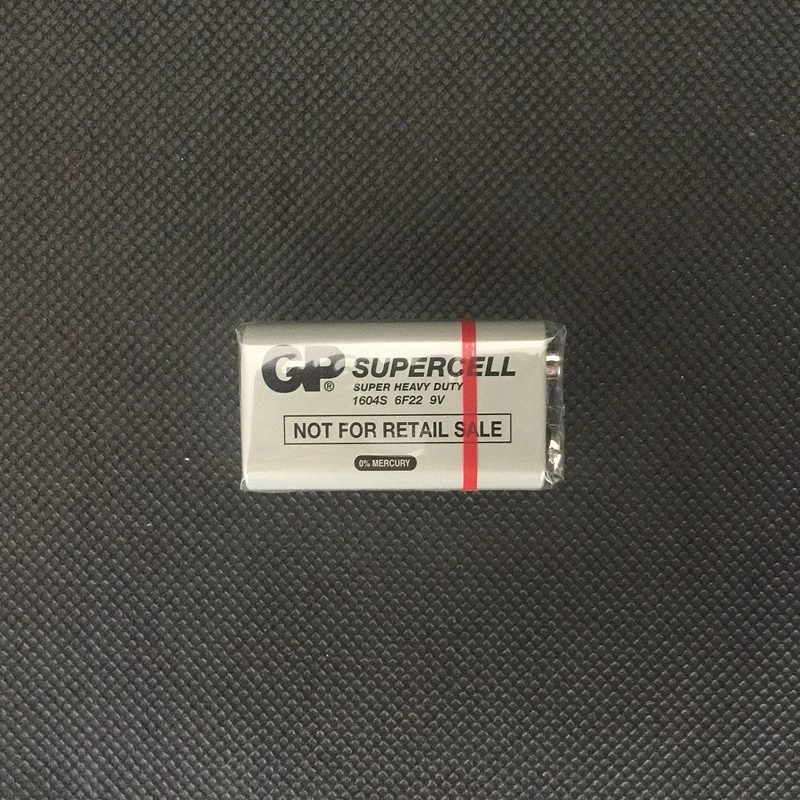 GP® SUPERCELL
SUPER HEAVY DUTY
1604S 6F22 9V
NOT FOR RETAIL SALE
0% MERCURY